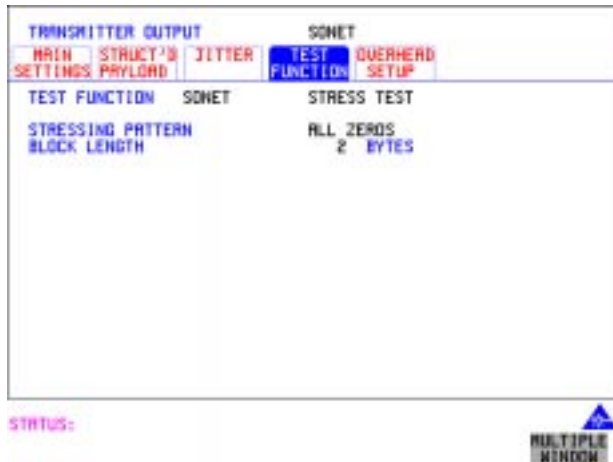 TRANSMITTER OUTPUT SONET
MAIN SETTINGS STRUCT'D PAYLOAD JITTER TEST FUNCTION OVERHEAD SETUP
TEST FUNCTION SONET STRESS TEST
STRESSING PATTERN ALL ZEROS
BLOCK LENGTH 2 BYTES
STATUS:
MULTIPLE
WINDOW